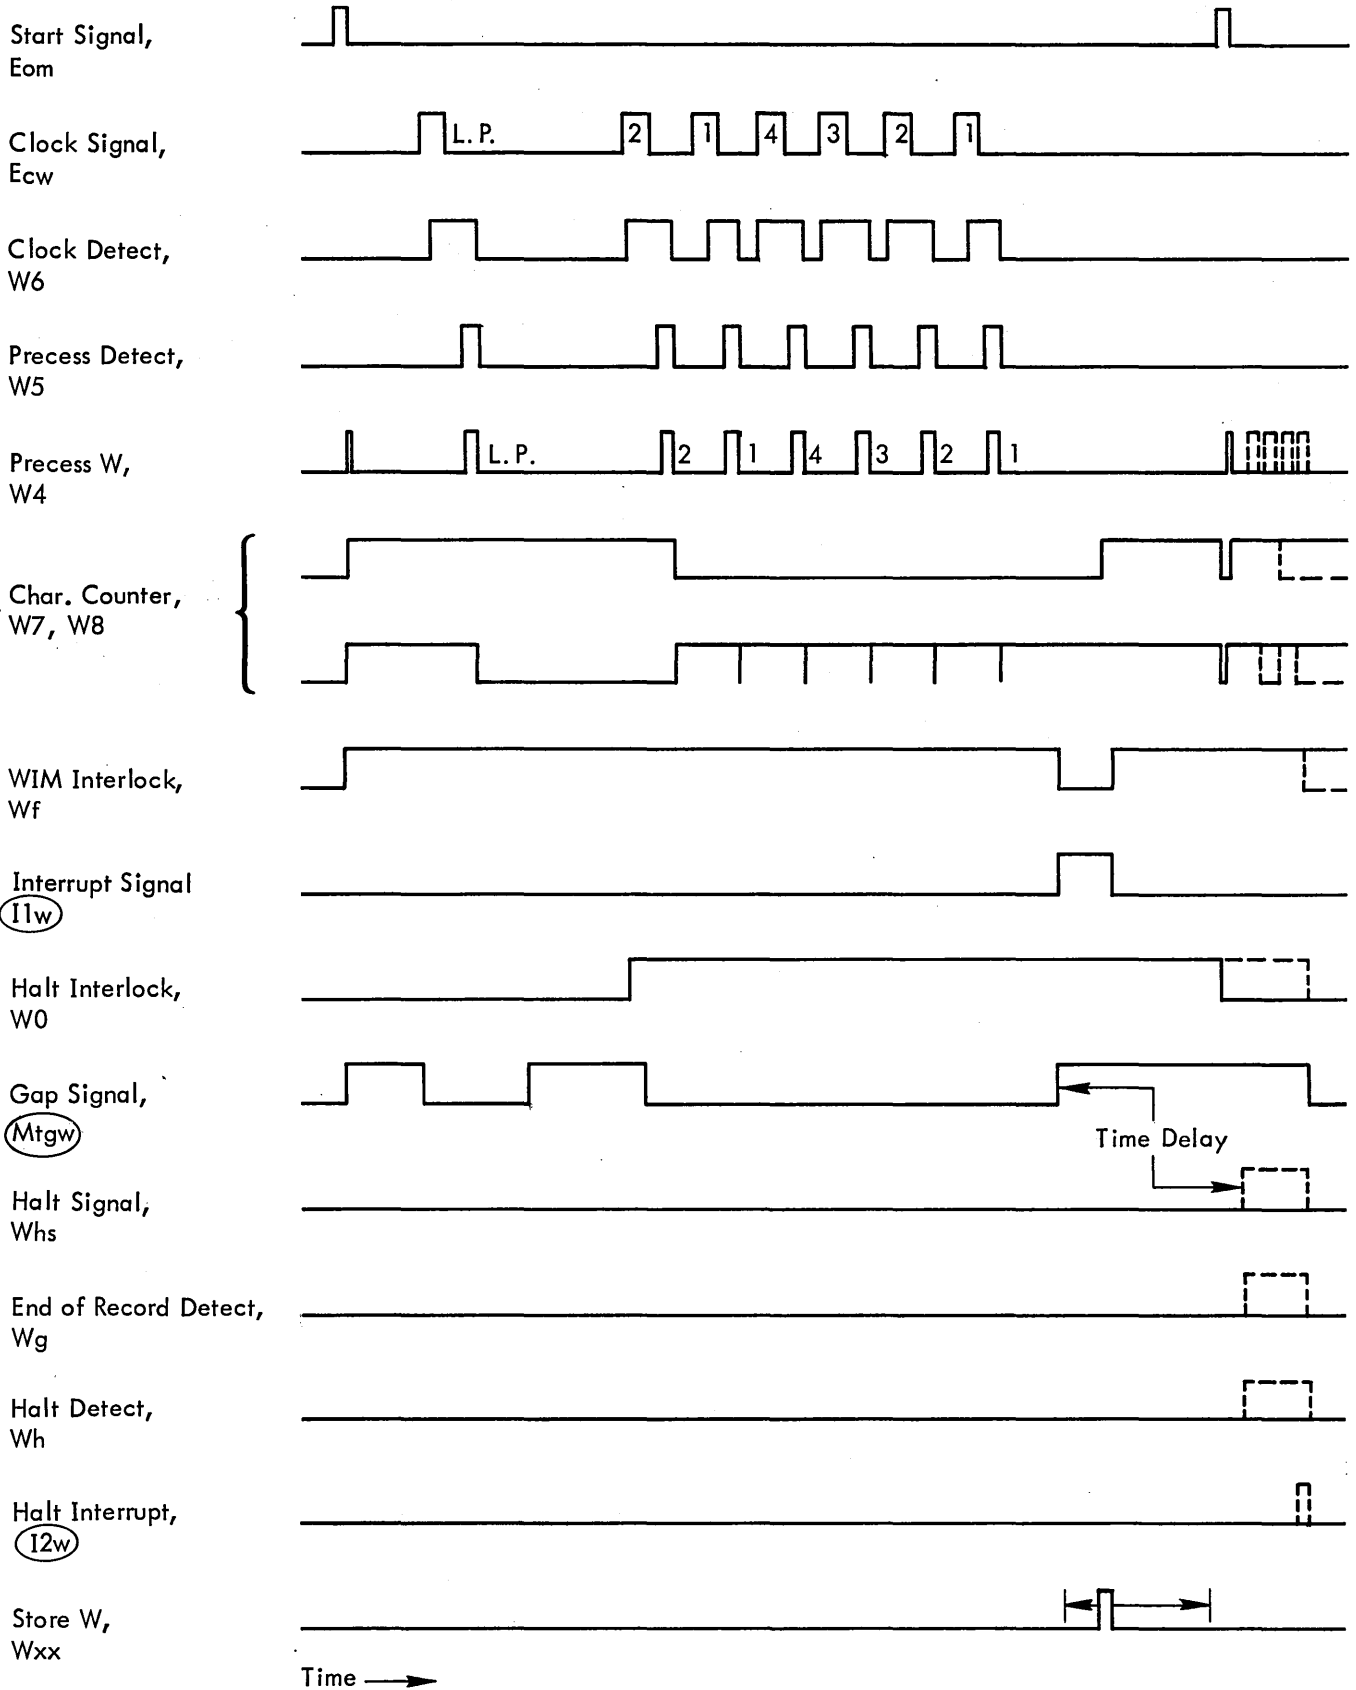 Start Signal,
Eom
Clock Signal,
Ecw
L. P.
2 1 4 3 2 1
Clock Detect,
W6
Precess Detect,
W5
Precess W,
W4
L. P. 2 1 4 3 2 1
Char. Counter,
W7, W8
WIM Interlock,
Wf
Interrupt Signal
I1w
Halt Interlock,
W0
Gap Signal,
Mtgw
Time Delay
Halt Signal,
Whs
End of Record Detect,
Wg
Halt Detect,
Wh
Halt Interrupt,
I2w
Store W,
Wxx
Time